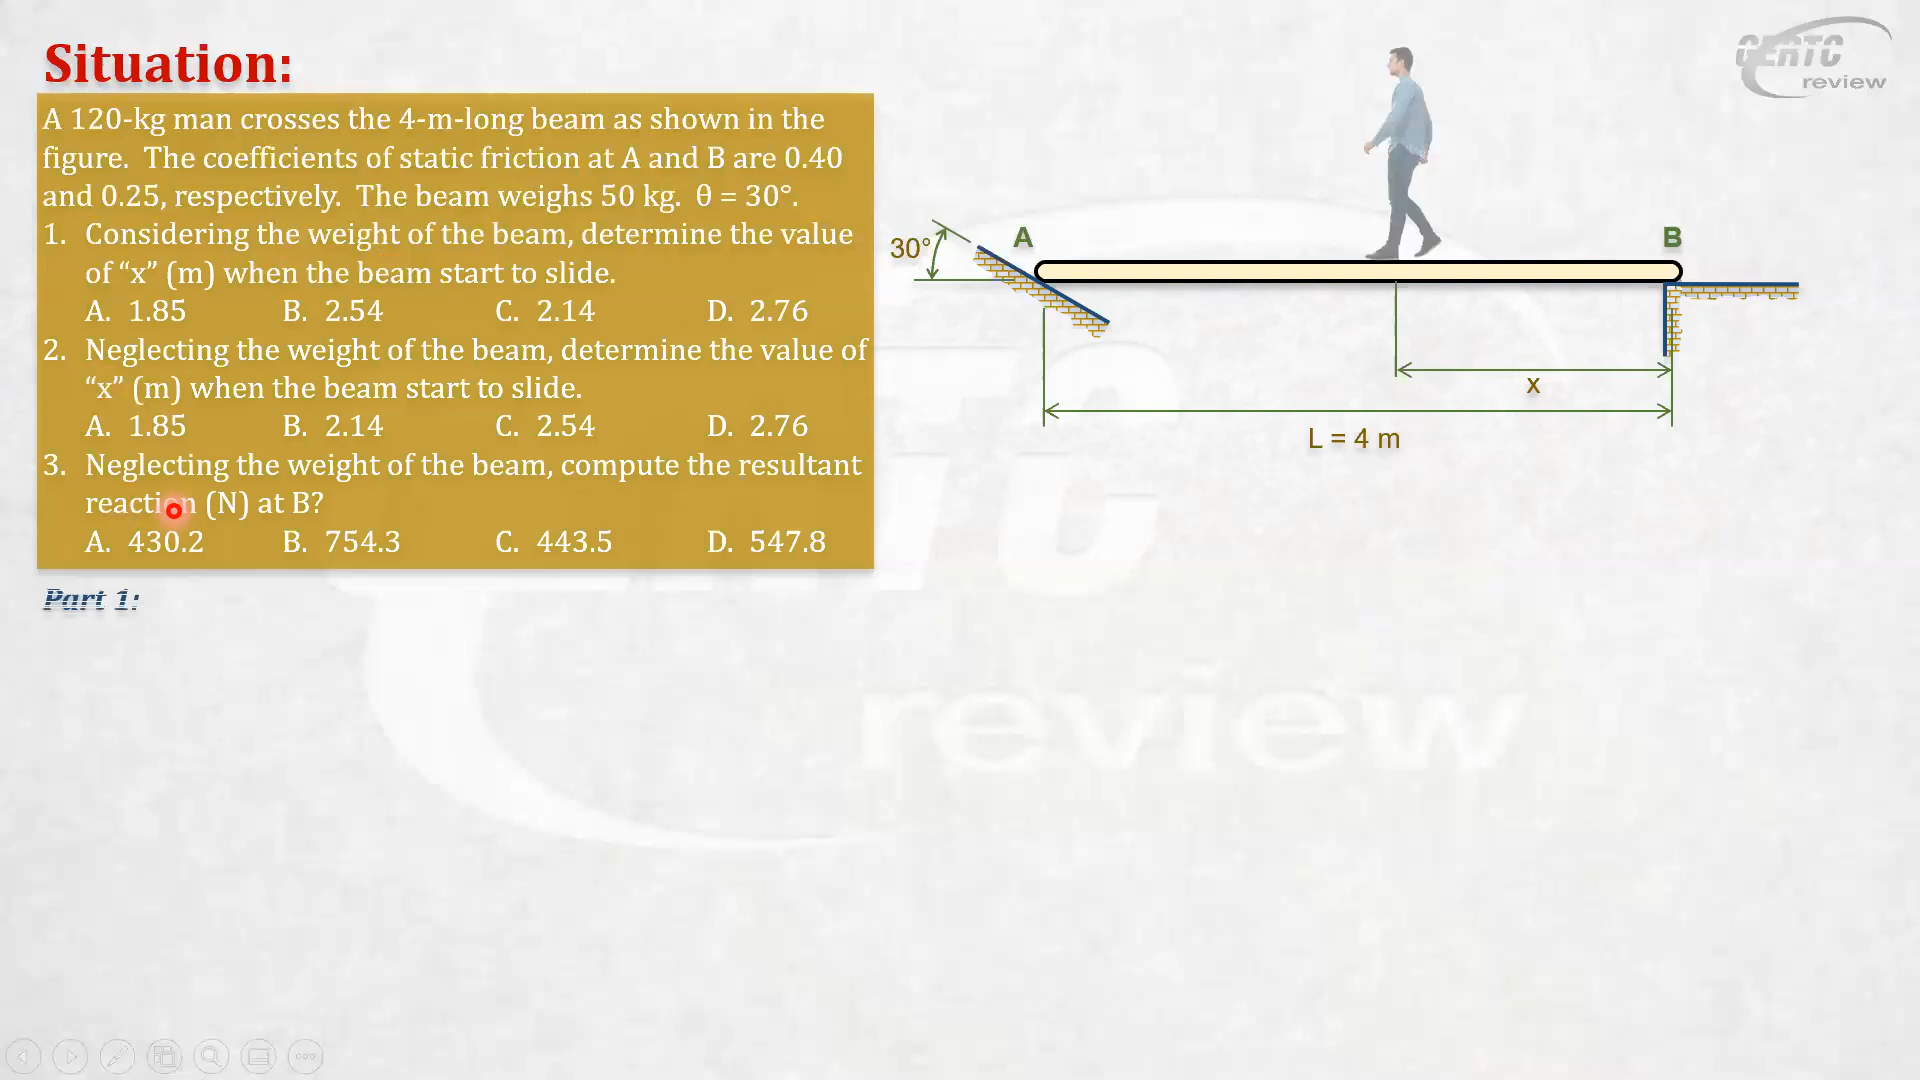 Situation:
A 120-kg man crosses the 4-m-long beam as shown in the
figure. The coefficients of static friction at A and B are 0.40
and 0.25, respectively. The beam weighs 50 kg. θ = 30°.
1. Considering the weight of the beam, determine the value
of “x” (m) when the beam start to slide.
A. 1.85 B. 2.54 C. 2.14 D. 2.76
2. Neglecting the weight of the beam, determine the value of
“x” (m) when the beam start to slide.
A. 1.85 B. 2.14 C. 2.54 D. 2.76
3. Neglecting the weight of the beam, compute the resultant
reaction (N) at B?
A. 430.2 B. 754.3 C. 443.5 D. 547.8
Part 1:
CERTC
review
30°
A
B
x
L = 4 m
CERTC
review